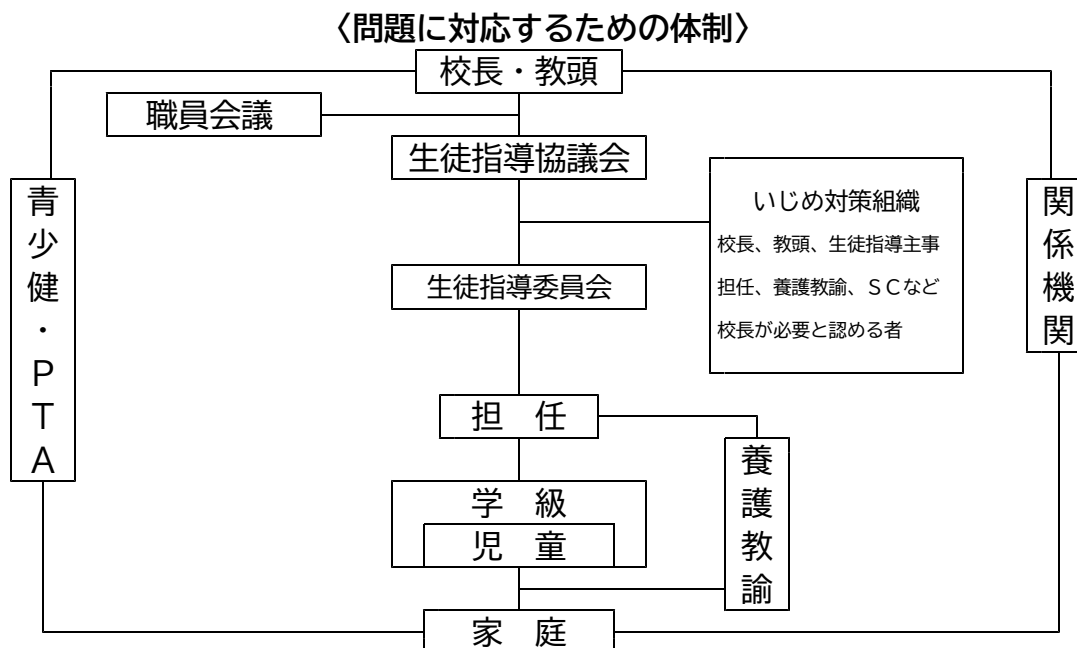 〈問題に対応するための体制〉
校長・教頭
職員会議
生徒指導協議会
いじめ対策組織
校長、教頭、生徒指導主事
担任、養護教諭、ＳＣなど
校長が必要と認める者
青少健・ＰＴＡ
関係機関
生徒指導委員会
担　任
養護教諭
学　級
児　童
家　庭